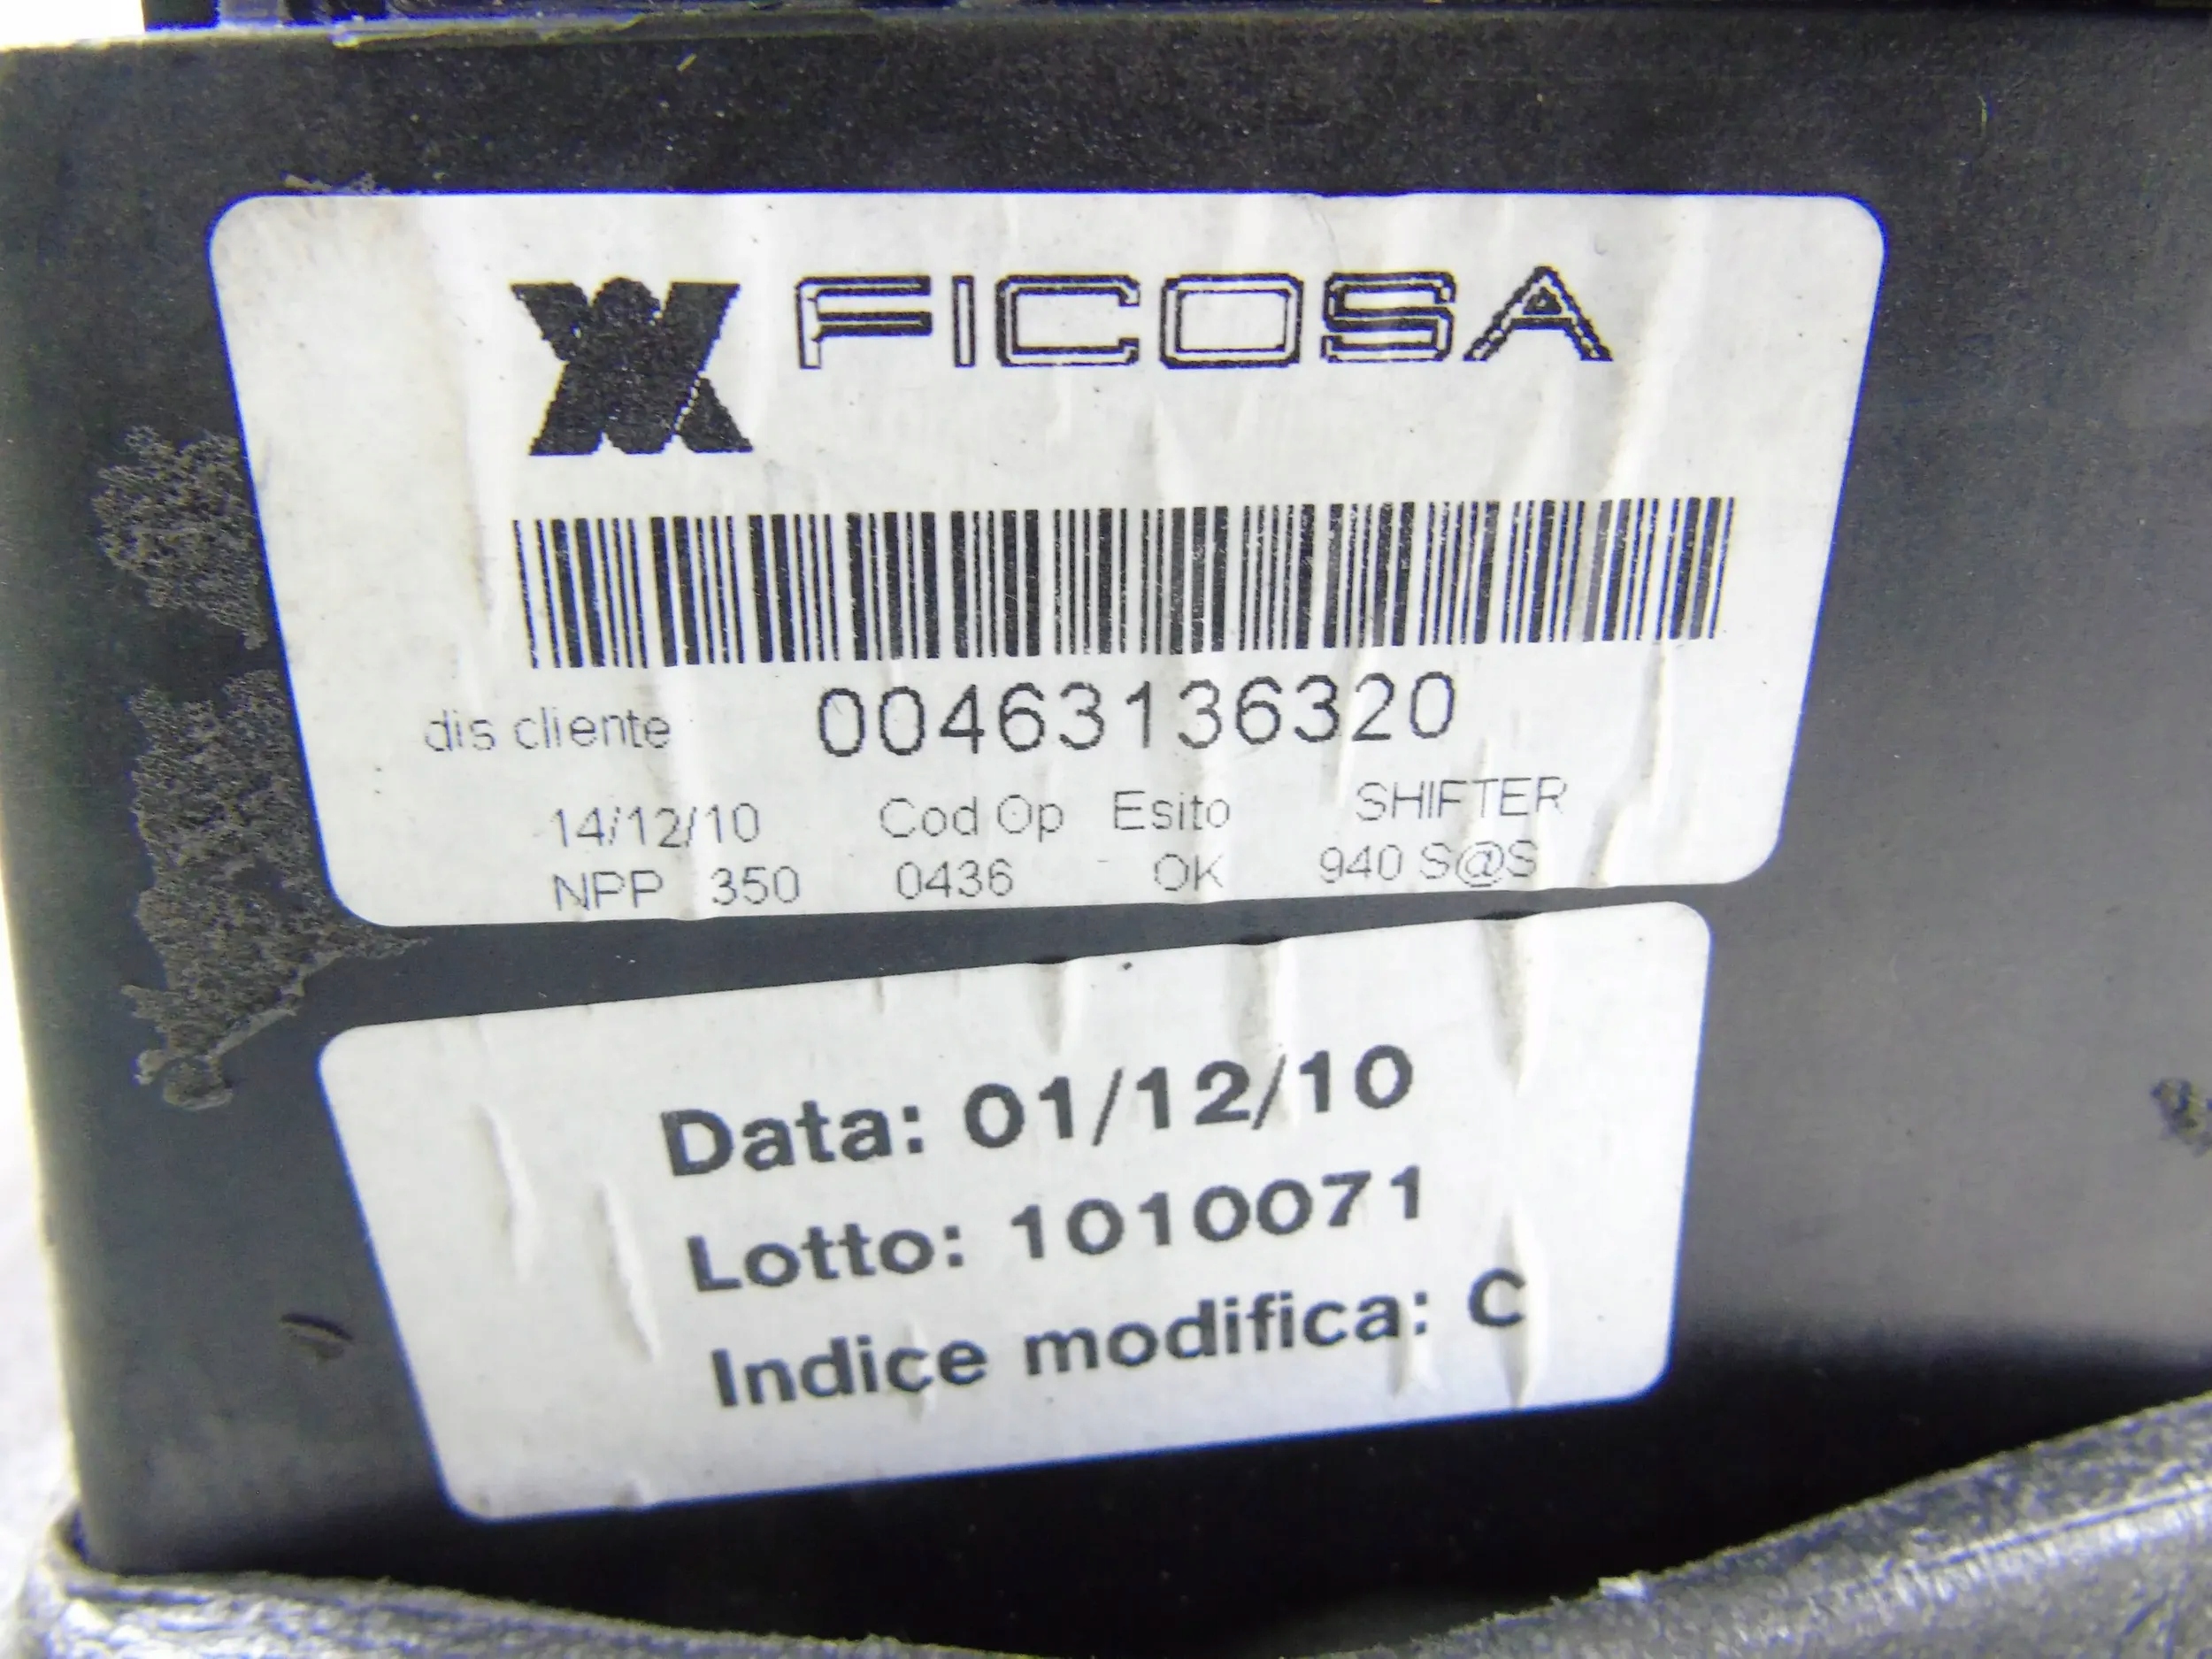 FICOSA
dis cliente 00463136320
14/12/10 Cod Op Esito SHIFTER
NPP 350 0436 OK 940 S@S
Data: 01/12/10
Lotto: 1010071
Indice modifica: C